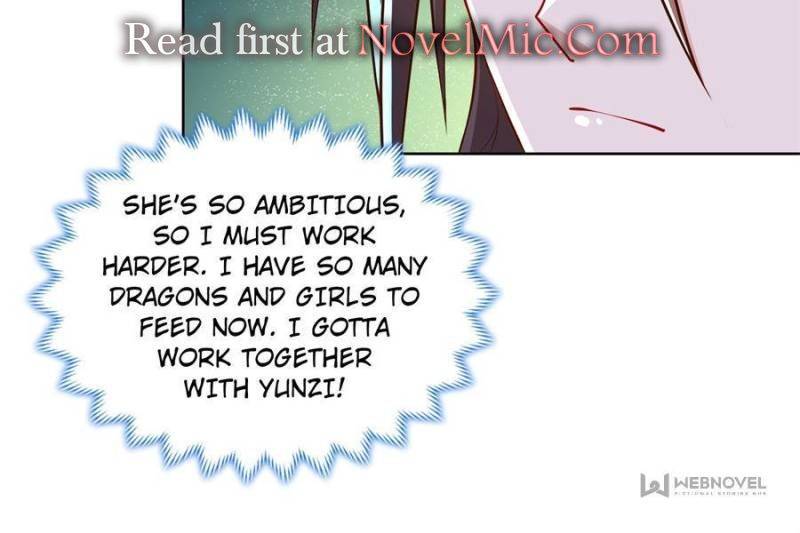 Read first at NovelMic.Com
SHE'S SO AMBITIOUS,
SO I MUST WORK
HARDER. I HAVE SO MANY
DRAGONS AND GIRLS TO
FEED NOW. I GOTTA
WORK TOGETHER
WITH YUNZI!
WEBNOVEL